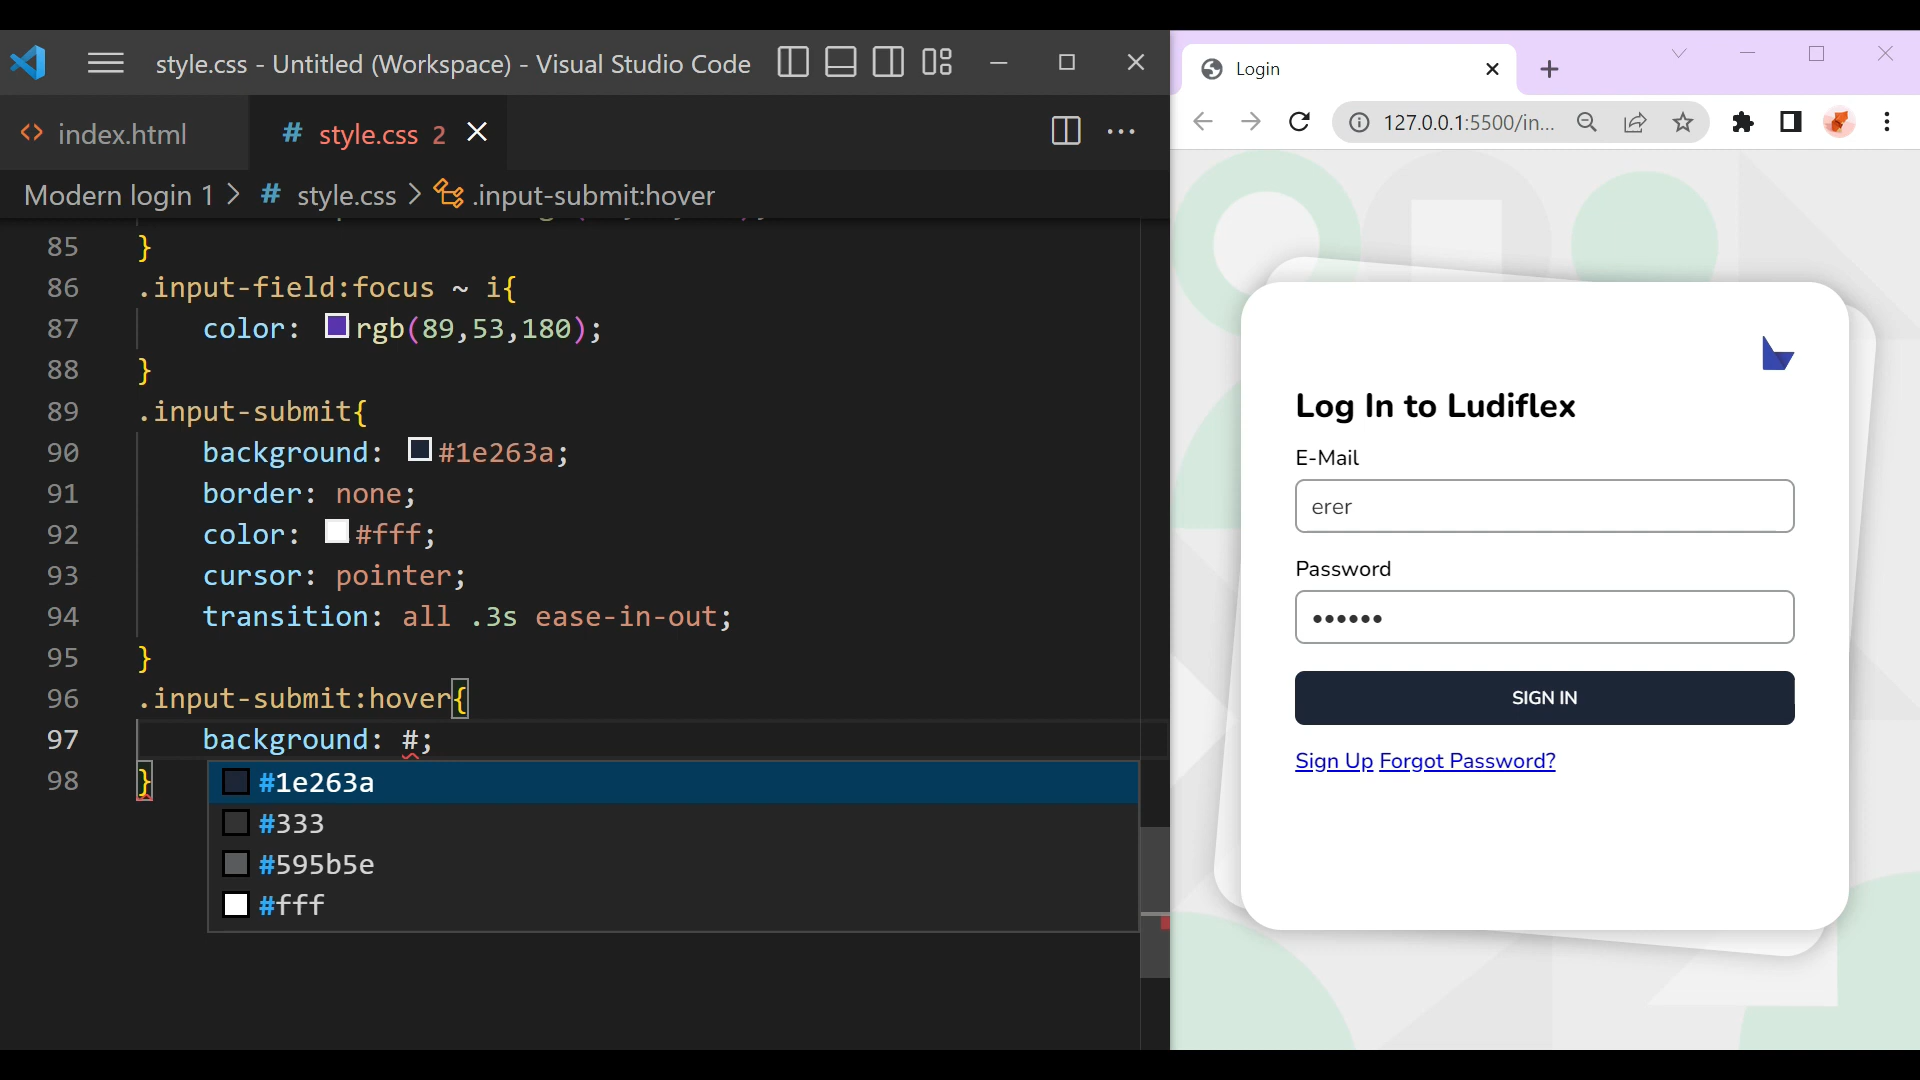 style.css - Untitled (Workspace) - Visual Studio Code
index.html
# style.css 2
Modern login 1 > # style.css > .input-submit:hover
85 }
86 .input-field:focus ~ i{
87 color: rgb(89,53,180);
88 }
89 .input-submit{
90 background: #1e263a;
91 border: none;
92 color: #fff;
93 cursor: pointer;
94 transition: all .3s ease-in-out;
95 }
96 .input-submit:hover{
97 background: #;
98 }
#1e263a
#333
#595b5e
#fff
Login
127.0.0.1:5500/in...
Log In to Ludiflex
E-Mail
erer
Password
••••••
SIGN IN
Sign Up Forgot Password?